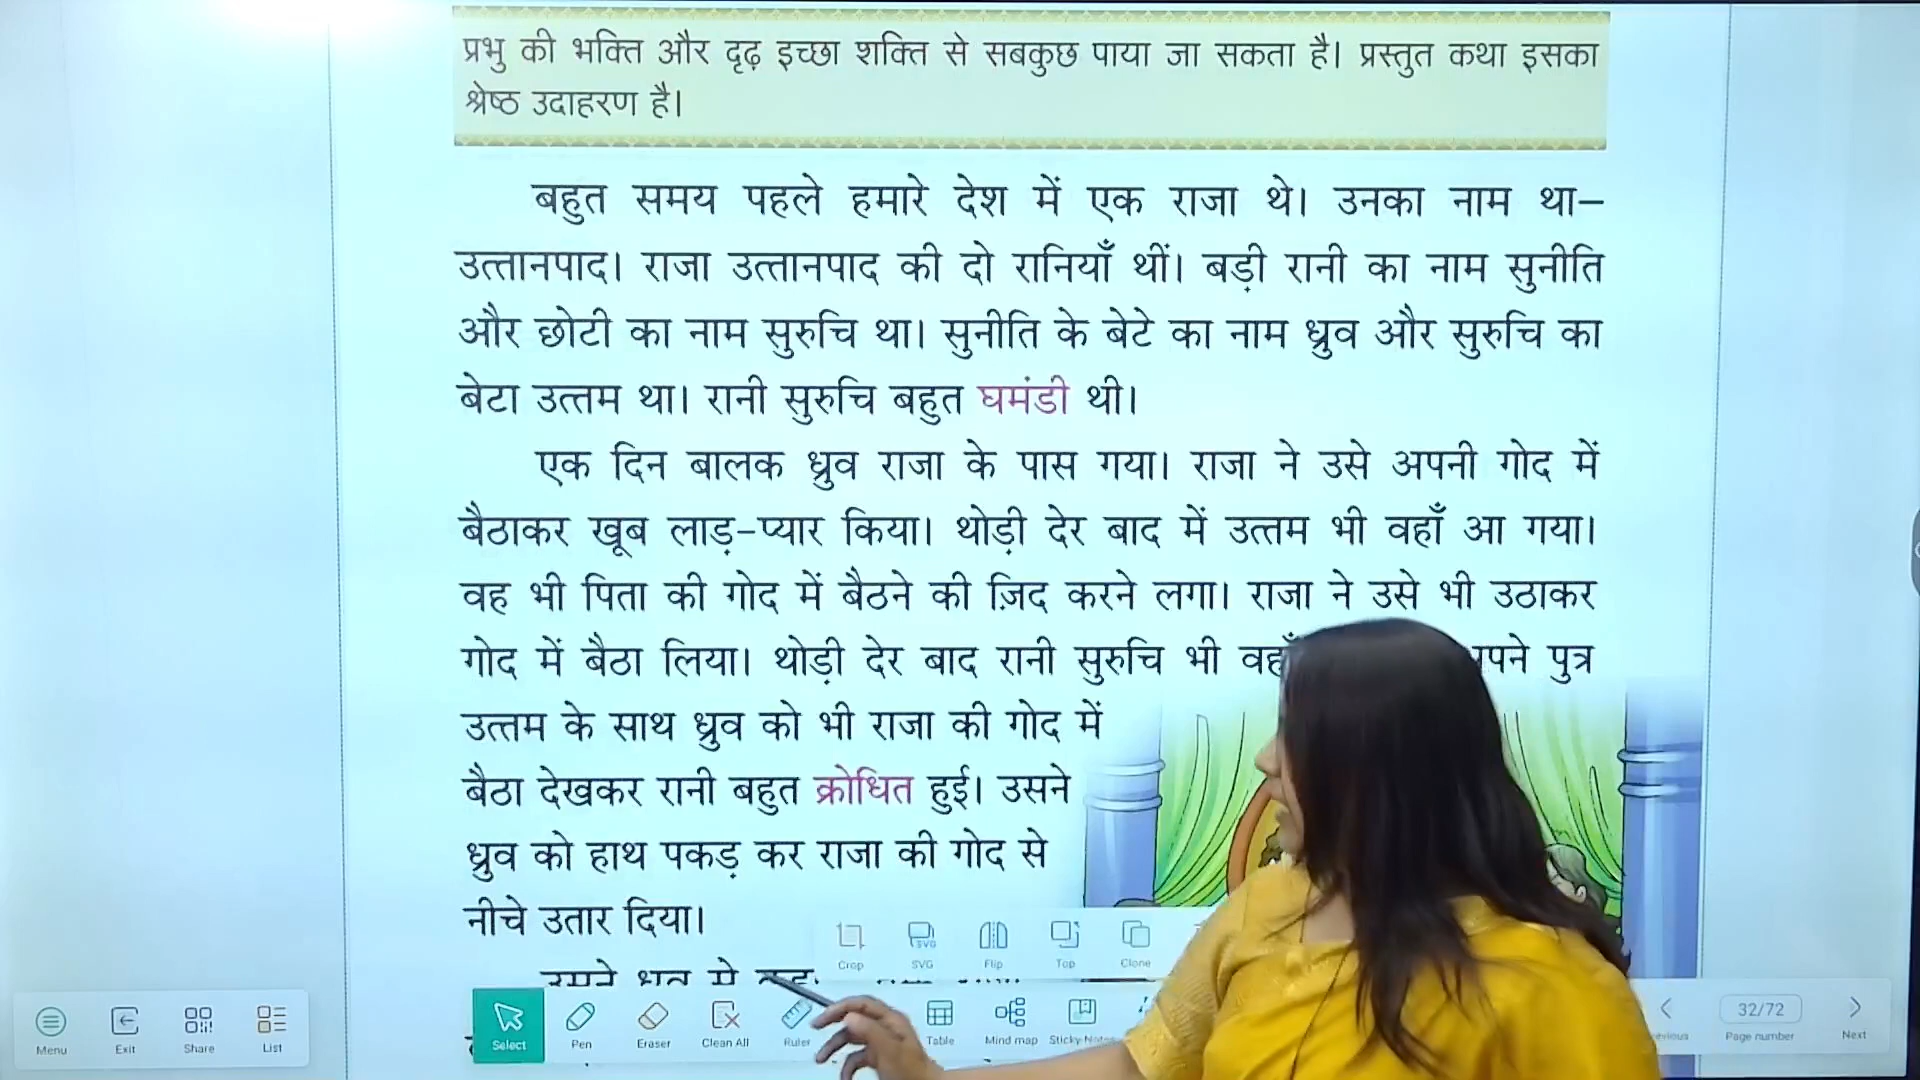 प्रभु की भक्ति और दृढ़ इच्छा शक्ति से सबकुछ पाया जा सकता है। प्रस्तुत कथा इसका
श्रेष्ठ उदाहरण है।
बहुत समय पहले हमारे देश में एक राजा थे। उनका नाम था–
उत्तानपाद। राजा उत्तानपाद की दो रानियाँ थीं। बड़ी रानी का नाम सुनीति
और छोटी का नाम सुरुचि था। सुनीति के बेटे का नाम ध्रुव और सुरुचि का
बेटा उत्तम था। रानी सुरुचि बहुत घमंडी थी।
एक दिन बालक ध्रुव राजा के पास गया। राजा ने उसे अपनी गोद में
बैठाकर खूब लाड़-प्यार किया। थोड़ी देर बाद में उत्तम भी वहाँ आ गया।
वह भी पिता की गोद में बैठने की ज़िद करने लगा। राजा ने उसे भी उठाकर
गोद में बैठा लिया। थोड़ी देर बाद रानी सुरुचि भी पुत्र
उत्तम के साथ ध्रुव को भी राजा की गोद में
बैठा देखकर रानी बहुत क्रोधित हुई। उसने
ध्रुव को हाथ पकड़ कर राजा की गोद से
नीचे उतार दिया।
Crop SVG Flip Top Clone
Menu Exit Share List Select Pen Eraser Clean All Ruler Table Mind map Sticky Notes 32/72 Page number Next